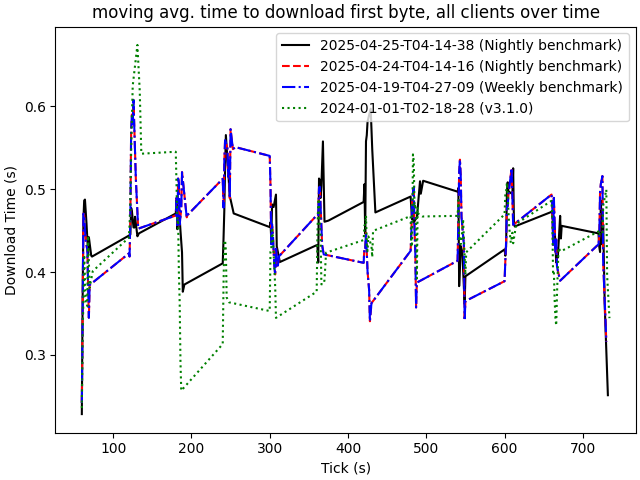 moving avg. time to download first byte, all clients over time
2025-04-25-T04-14-38 (Nightly benchmark)
2025-04-24-T04-14-16 (Nightly benchmark)
2025-04-19-T04-27-09 (Weekly benchmark)
2024-01-01-T02-18-28 (v3.1.0)
Download Time (s)
0.6
0.5
0.4
0.3
100 200 300 400 500 600 700
Tick (s)